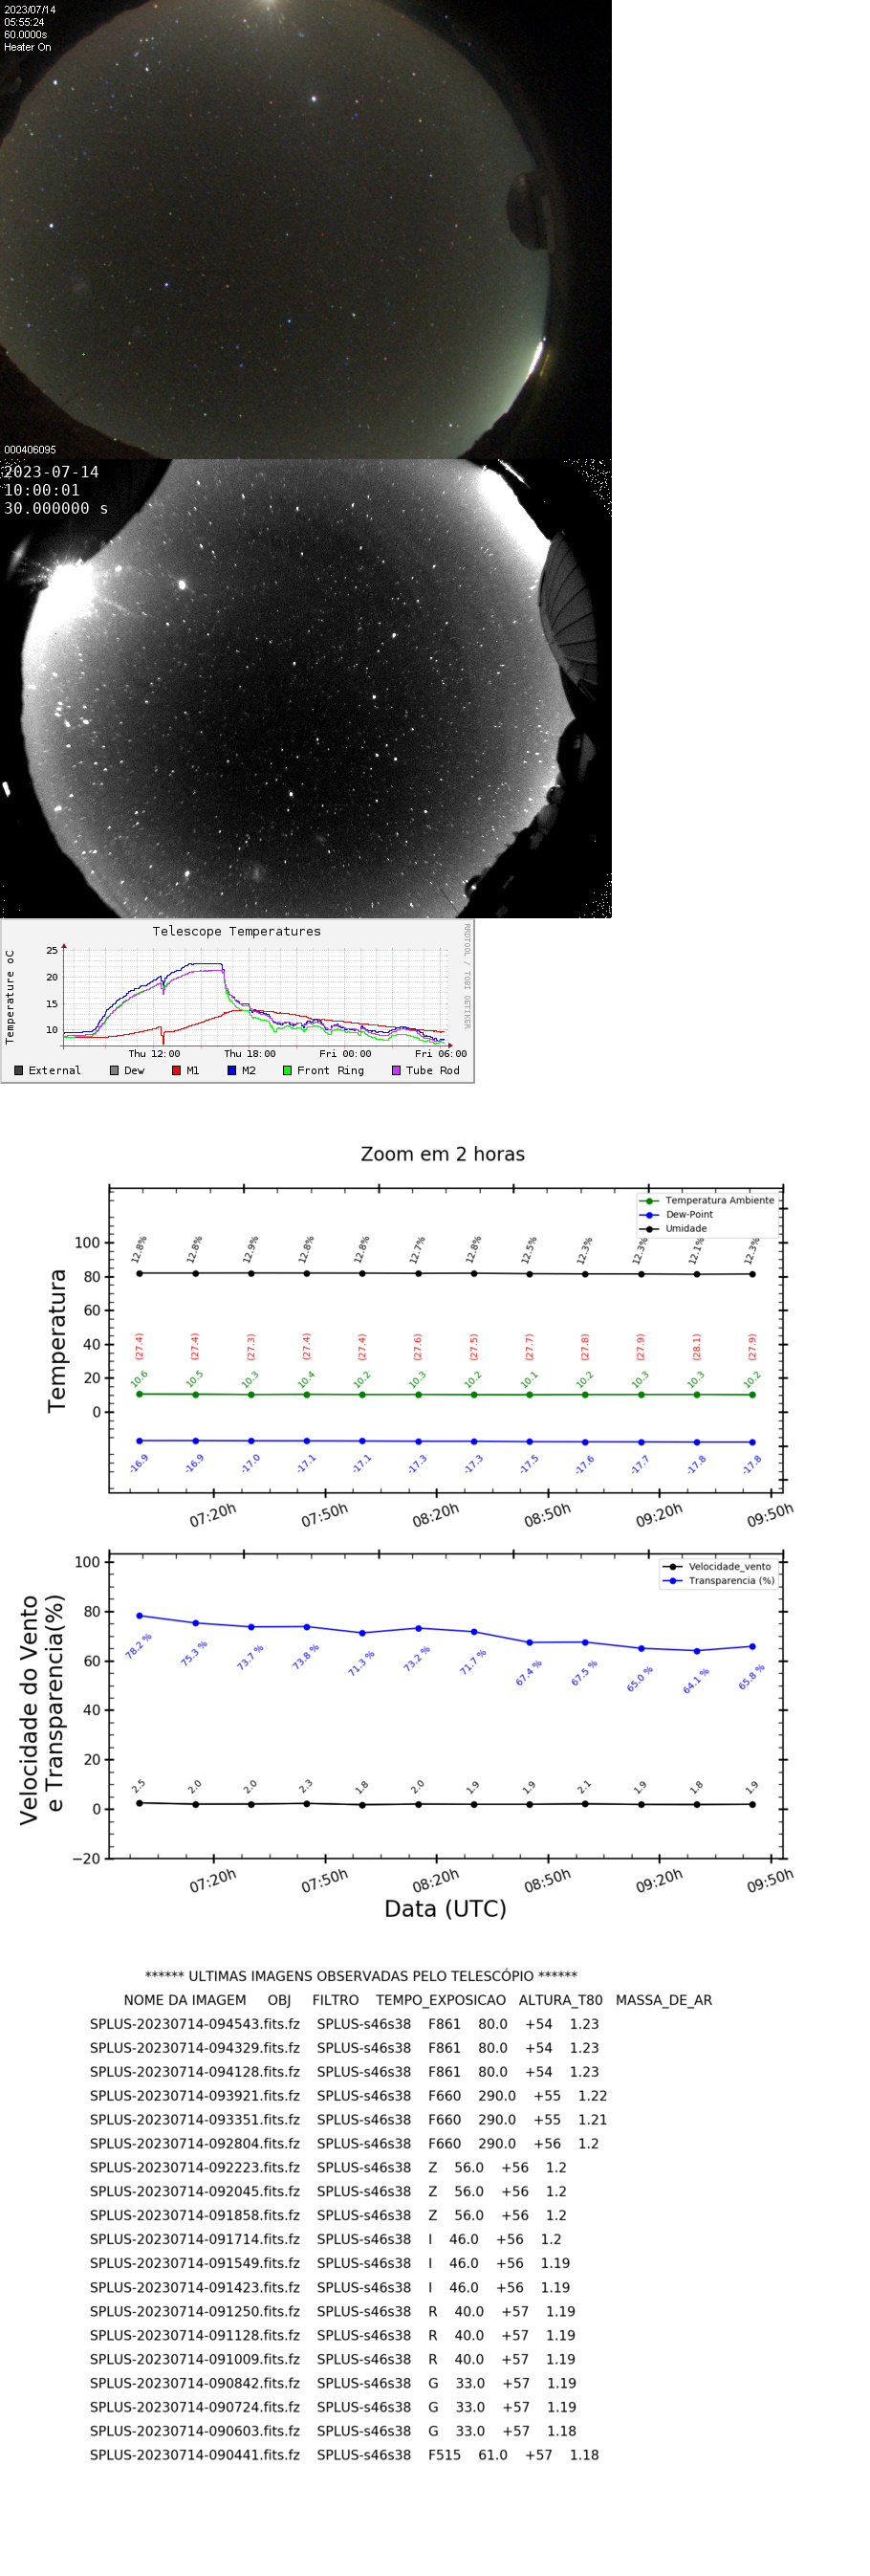 2023/07/14
05:55:24
60.0000s
Heater On
000406095
2023-07-14
10:00:01
30.000000 s
Telescope Temperatures
RRDTOOL / TOBI OETIKER
Temperature oC
25
20
15
10
Thu 12:00 Thu 18:00 Fri 00:00 Fri 06:00
External Dew M1 M2 Front Ring Tube Rod
Zoom em 2 horas
Temperatura Ambiente
Dew-Point
Umidade
Temperatura
100
80
60
40
20
0
12.8% 12.8% 12.9% 12.8% 12.8% 12.7% 12.8% 12.5% 12.3% 12.3% 12.1% 12.3%
(27.4) (27.4) (27.3) (27.4) (27.4) (27.6) (27.5) (27.7) (27.8) (27.9) (28.1) (27.9)
10.6 10.5 10.3 10.4 10.2 10.3 10.2 10.1 10.2 10.3 10.3 10.2
-16.9 -16.9 -17.0 -17.1 -17.1 -17.3 -17.3 -17.5 -17.6 -17.7 -17.8 -17.8
07:20h 07:50h 08:20h 08:50h 09:20h 09:50h
Velocidade_vento
Transparencia (%)
Velocidade do Vento
e Transparencia(%)
100
80
60
40
20
0
−20
78.2 % 75.3 % 73.7 % 73.8 % 71.3 % 73.2 % 71.7 % 67.4 % 67.5 % 65.0 % 64.1 % 65.8 %
2.5 2.0 2.0 2.3 1.8 2.0 1.9 1.9 2.1 1.9 1.8 1.9
07:20h 07:50h 08:20h 08:50h 09:20h 09:50h
Data (UTC)
****** ULTIMAS IMAGENS OBSERVADAS PELO TELESCÓPIO ******
NOME DA IMAGEM OBJ FILTRO TEMPO_EXPOSICAO ALTURA_T80 MASSA_DE_AR
SPLUS-20230714-094543.fits.fz SPLUS-s46s38 F861 80.0 +54 1.23
SPLUS-20230714-094329.fits.fz SPLUS-s46s38 F861 80.0 +54 1.23
SPLUS-20230714-094128.fits.fz SPLUS-s46s38 F861 80.0 +54 1.23
SPLUS-20230714-093921.fits.fz SPLUS-s46s38 F660 290.0 +55 1.22
SPLUS-20230714-093351.fits.fz SPLUS-s46s38 F660 290.0 +55 1.21
SPLUS-20230714-092804.fits.fz SPLUS-s46s38 F660 290.0 +56 1.2
SPLUS-20230714-092223.fits.fz SPLUS-s46s38 Z 56.0 +56 1.2
SPLUS-20230714-092045.fits.fz SPLUS-s46s38 Z 56.0 +56 1.2
SPLUS-20230714-091858.fits.fz SPLUS-s46s38 Z 56.0 +56 1.2
SPLUS-20230714-091714.fits.fz SPLUS-s46s38 I 46.0 +56 1.2
SPLUS-20230714-091549.fits.fz SPLUS-s46s38 I 46.0 +56 1.19
SPLUS-20230714-091423.fits.fz SPLUS-s46s38 I 46.0 +56 1.19
SPLUS-20230714-091250.fits.fz SPLUS-s46s38 R 40.0 +57 1.19
SPLUS-20230714-091128.fits.fz SPLUS-s46s38 R 40.0 +57 1.19
SPLUS-20230714-091009.fits.fz SPLUS-s46s38 R 40.0 +57 1.19
SPLUS-20230714-090842.fits.fz SPLUS-s46s38 G 33.0 +57 1.19
SPLUS-20230714-090724.fits.fz SPLUS-s46s38 G 33.0 +57 1.19
SPLUS-20230714-090603.fits.fz SPLUS-s46s38 G 33.0 +57 1.18
SPLUS-20230714-090441.fits.fz SPLUS-s46s38 F515 61.0 +57 1.18